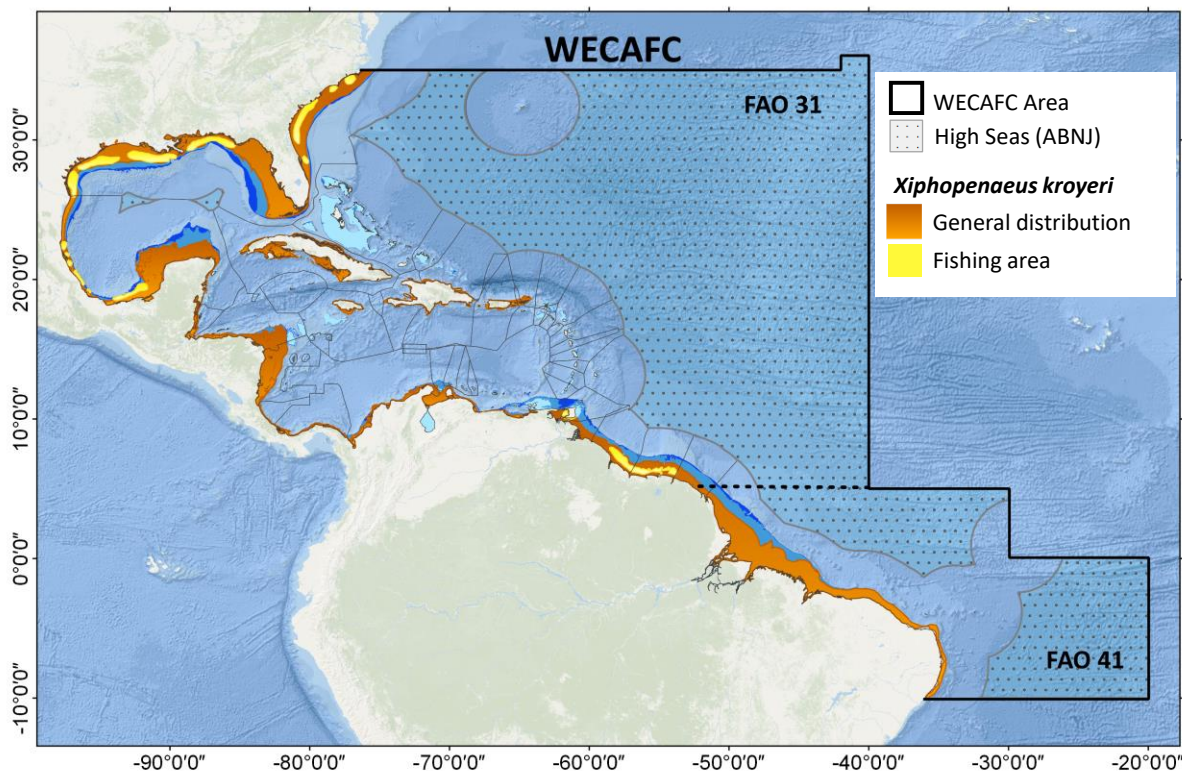 WECAFC
FAO 31
WECAFC Area
High Seas (ABNJ)
Xiphopenaeus kroyeri
General distribution
Fishing area
FAO 41
30°0'0"
20°0'0"
10°0'0"
0°0'0"
-10°0'0"
-90°0'0"
-80°0'0"
-70°0'0"
-60°0'0"
-50°0'0"
-40°0'0"
-30°0'0"
-20°0'0"